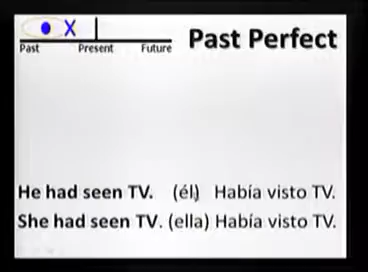 X
Past Present Future
Past Perfect
He had seen TV. (él) Había visto TV.
She had seen TV. (ella) Había visto TV.